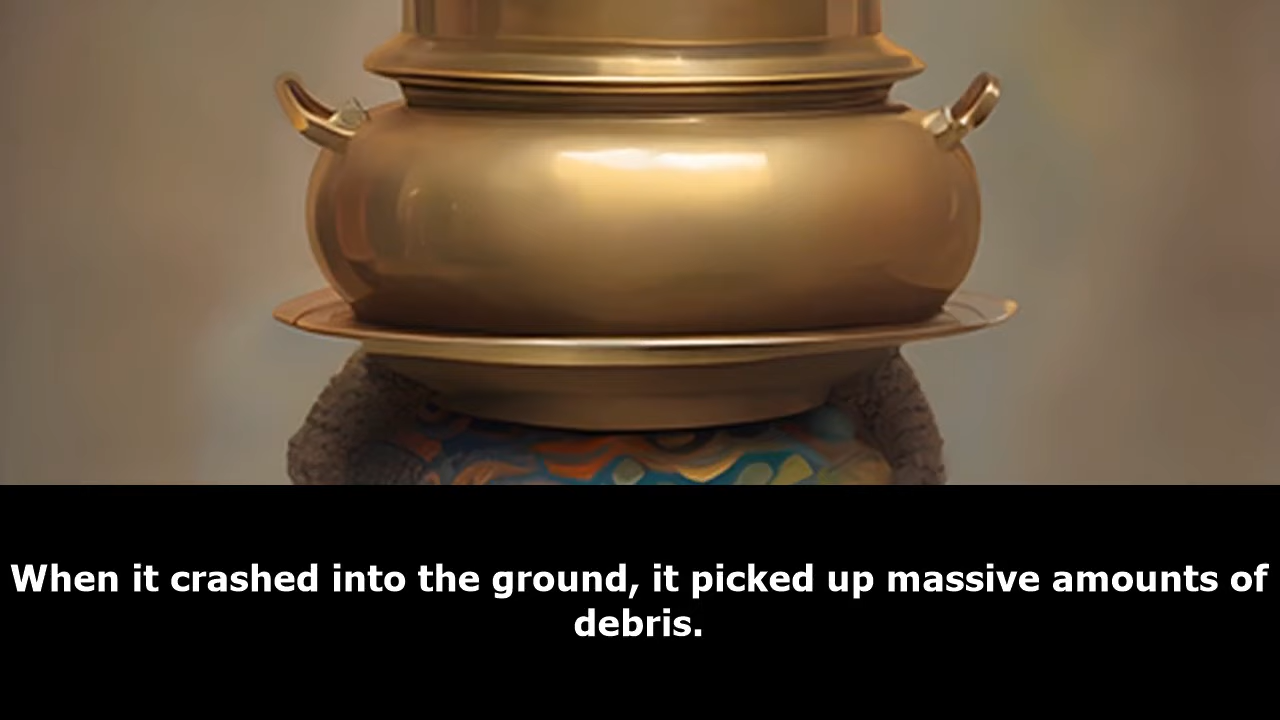 When it crashed into the ground, it picked up massive amounts of
debris.